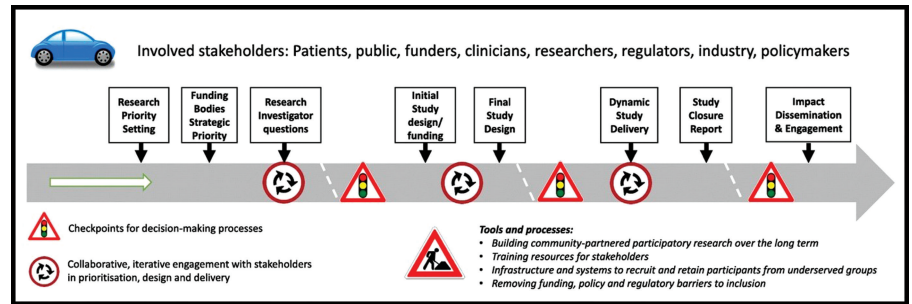 Involved stakeholders: Patients, public, funders, clinicians, researchers, regulators, industry, policymakers
Research
Priority
Setting
Funding
Bodies
Strategic
Priority
Research
Investigator
questions
Initial
Study
design/
funding
Final
Study
Design
Dynamic
Study
Delivery
Study
Closure
Report
Impact
Dissemination
& Engagement
Checkpoints for decision-making processes
Collaborative, iterative engagement with stakeholders
in prioritisation, design and delivery
Tools and processes:
• Building community-partnered participatory research over the long term
• Training resources for stakeholders
• Infrastructure and systems to recruit and retain participants from underserved groups
• Removing funding, policy and regulatory barriers to inclusion